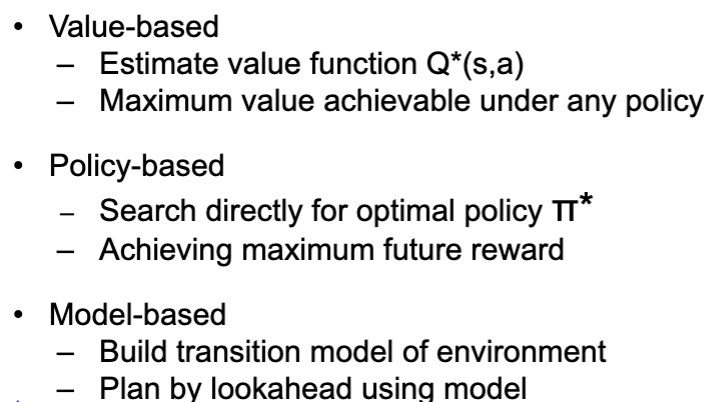 • Value-based
– Estimate value function Q*(s,a)
– Maximum value achievable under any policy
• Policy-based
– Search directly for optimal policy π*
– Achieving maximum future reward
• Model-based
– Build transition model of environment
– Plan by lookahead using model